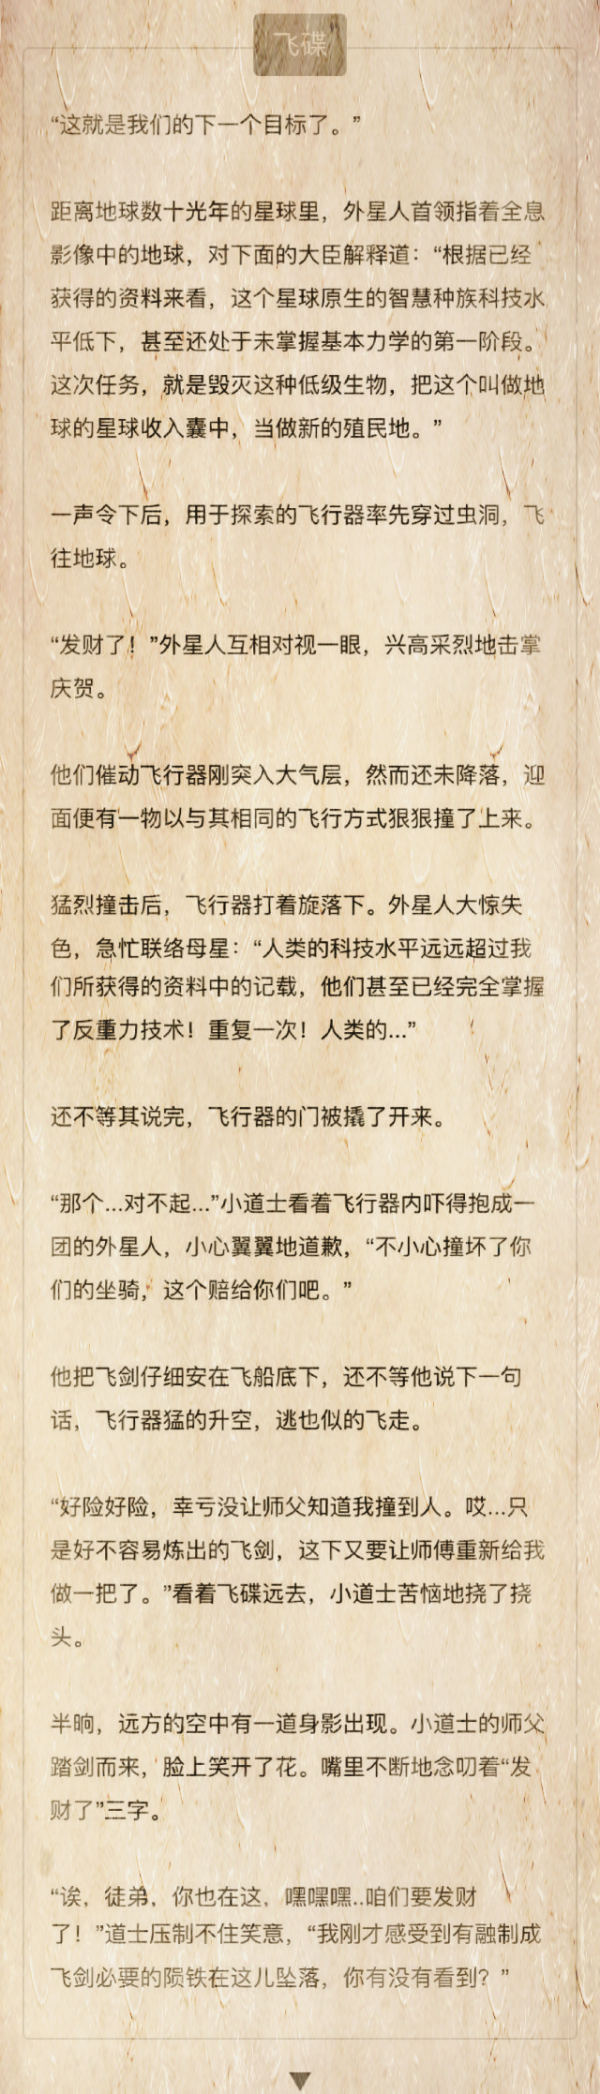 飞碟
“这就是我们的下一个目标了。”
距离地球数十光年的星球里，外星人首领指着全息
影像中的地球，对下面的大臣解释道：“根据已经
获得的资料来看，这个星球原生的智慧种族科技水
平低下，甚至还处于未掌握基本力学的第一阶段。
这次任务，就是毁灭这种低级生物，把这个叫做地
球的星球收入囊中，当做新的殖民地。”
一声令下后，用于探索的飞行器率先穿过虫洞，飞
往地球。
“发财了！”外星人互相对视一眼，兴高采烈地击掌
庆贺。
他们催动飞行器刚突入大气层，然而还未降落，迎
面便有一物以与其相同的飞行方式狠狠撞了上来。
猛烈撞击后，飞行器打着旋落下。外星人大惊失
色，急忙联络母星：“人类的科技水平远远超过我
们所获得的资料中的记载，他们甚至已经完全掌握
了反重力技术！重复一次！人类的...”
还不等其说完，飞行器的门被撬了开来。
“那个...对不起...”小道士看着飞行器内吓得抱成一
团的外星人，小心翼翼地道歉，“不小心撞坏了你
们的坐骑，这个赔给你们吧。”
他把飞剑仔细安在飞船底下，还不等他说下一句
话，飞行器猛的升空，逃也似的飞走。
“好险好险，幸亏没让师父知道我撞到人。哎...只
是好不容易炼出的飞剑，这下又要让师傅重新给我
做一把了。”看着飞碟远去，小道士苦恼地挠了挠
头。
半晌，远方的空中有一道身影出现。小道士的师父
踏剑而来，脸上笑开了花。嘴里不断地念叨着“发
财了”三字。
“诶，徒弟，你也在这，嘿嘿嘿..咱们要发财
了！”道士压制不住笑意，“我刚才感受到有融制成
飞剑必要的陨铁在这儿坠落，你有没有看到？”